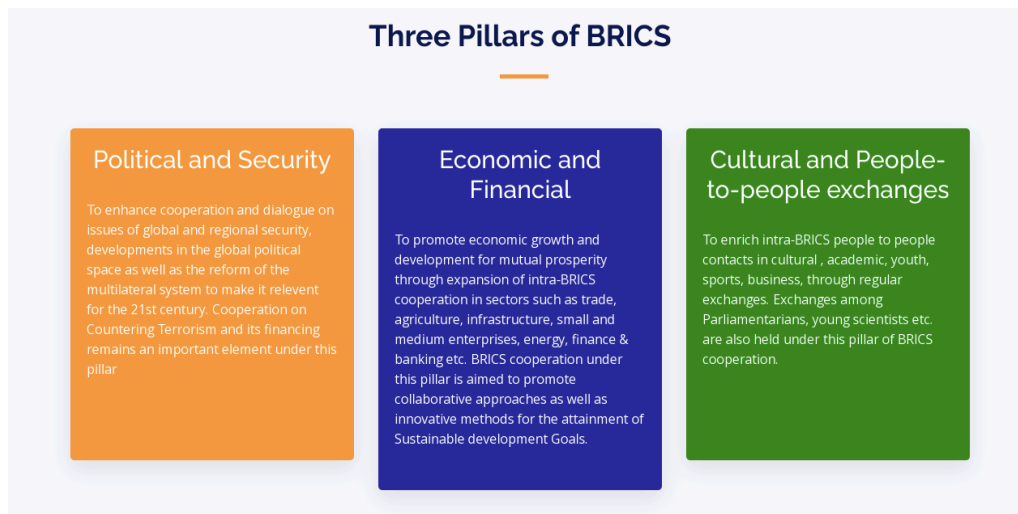 Three Pillars of BRICS
Political and Security
To enhance cooperation and dialogue on
issues of global and regional security,
developments in the global political
space as well as the reform of the
multilateral system to make it relevent
for the 21st century. Cooperation on
Countering Terrorism and its financing
remains an important element under this
pillar
Economic and
Financial
To promote economic growth and
development for mutual prosperity
through expansion of intra-BRICS
cooperation in sectors such as trade,
agriculture, infrastructure, small and
medium enterprises, energy, finance &
banking etc. BRICS cooperation under
this pillar is aimed to promote
collaborative approaches as well as
innovative methods for the attainment of
Sustainable development Goals.
Cultural and People-
to-people exchanges
To enrich intra-BRICS people to people
contacts in cultural , academic, youth,
sports, business, through regular
exchanges. Exchanges among
Parliamentarians, young scientists etc.
are also held under this pillar of BRICS
cooperation.